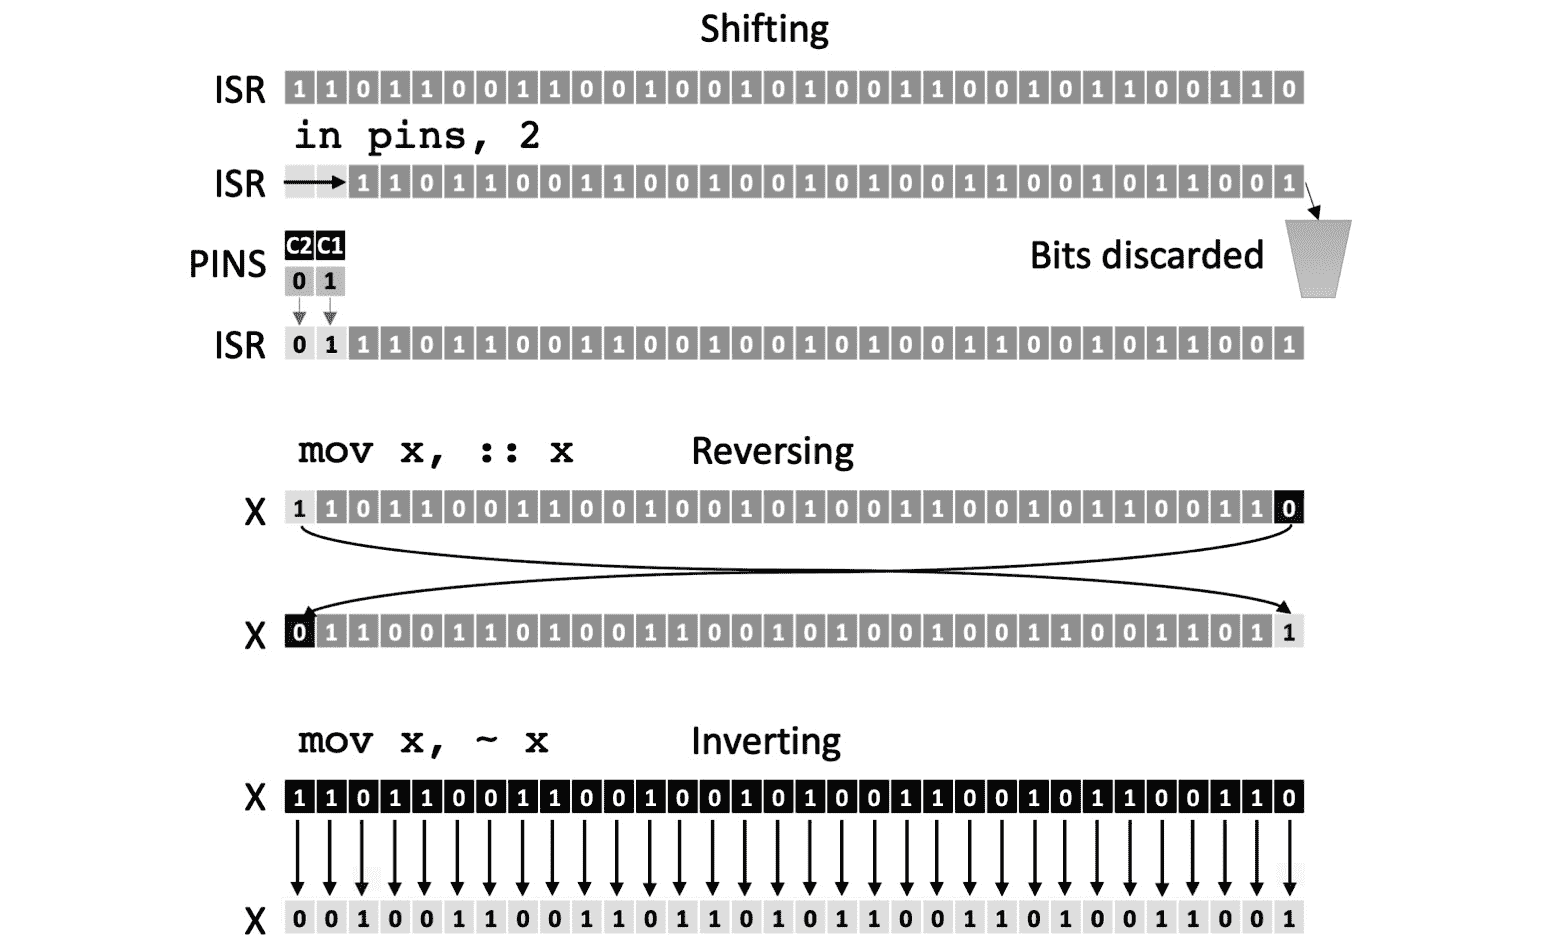 Shifting
ISR 1 1 0 1 1 0 0 1 1 0 0 1 0 0 1 0 1 0 0 1 1 0 0 1 0 1 1 0 0 1 1 0
in pins, 2
ISR 1 1 0 1 1 0 0 1 1 0 0 1 0 0 1 0 1 0 0 1 1 0 0 1 0 1 1 0 0 1
C2 C1
PINS
Bits discarded
0 1
ISR 0 1 1 1 0 1 1 0 0 1 1 0 0 1 0 0 1 0 1 0 0 1 1 0 0 1 0 1 1 0 0 1
mov x, :: x Reversing
X 1 1 0 1 1 0 0 1 1 0 0 1 0 0 1 0 1 0 0 1 1 0 0 1 0 1 1 0 0 1 1 0
X 0 1 1 0 0 1 1 0 1 0 0 1 1 0 0 1 0 1 0 0 1 0 0 1 1 0 0 1 1 0 1 1
mov x, ~ x Inverting
X 1 1 0 1 1 0 0 1 1 0 0 1 0 0 1 0 1 0 0 1 1 0 0 1 0 1 1 0 0 1 1 0
X 0 0 1 0 0 1 1 0 0 1 1 0 1 1 0 1 0 1 1 0 0 1 1 0 1 0 0 1 1 0 0 1